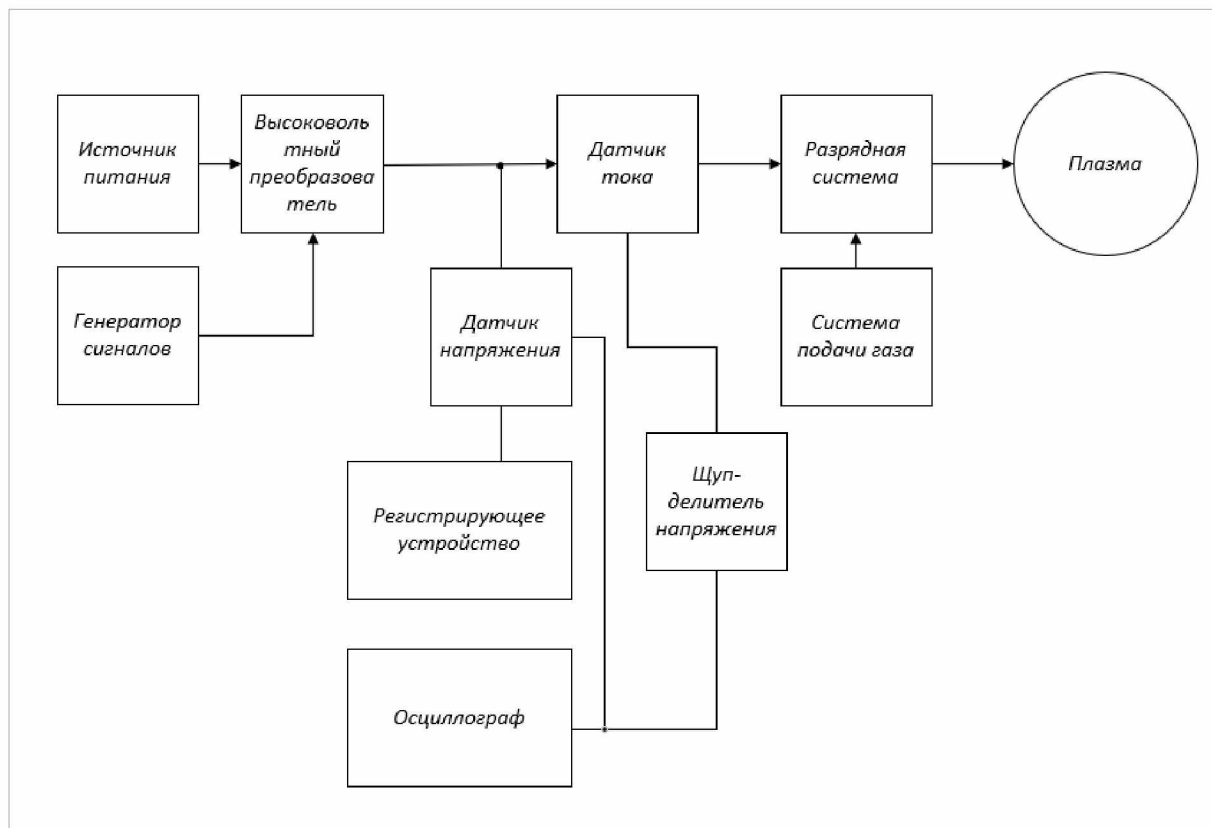 Источник
питания
Высоковоль
тный
преобразова
тель
Датчик
тока
Разрядная
система
Плазма
Генератор
сигналов
Датчик
напряжения
Система
подачи газа
Регистрирующее
устройство
Щуп-
делитель
напряжения
Осциллограф